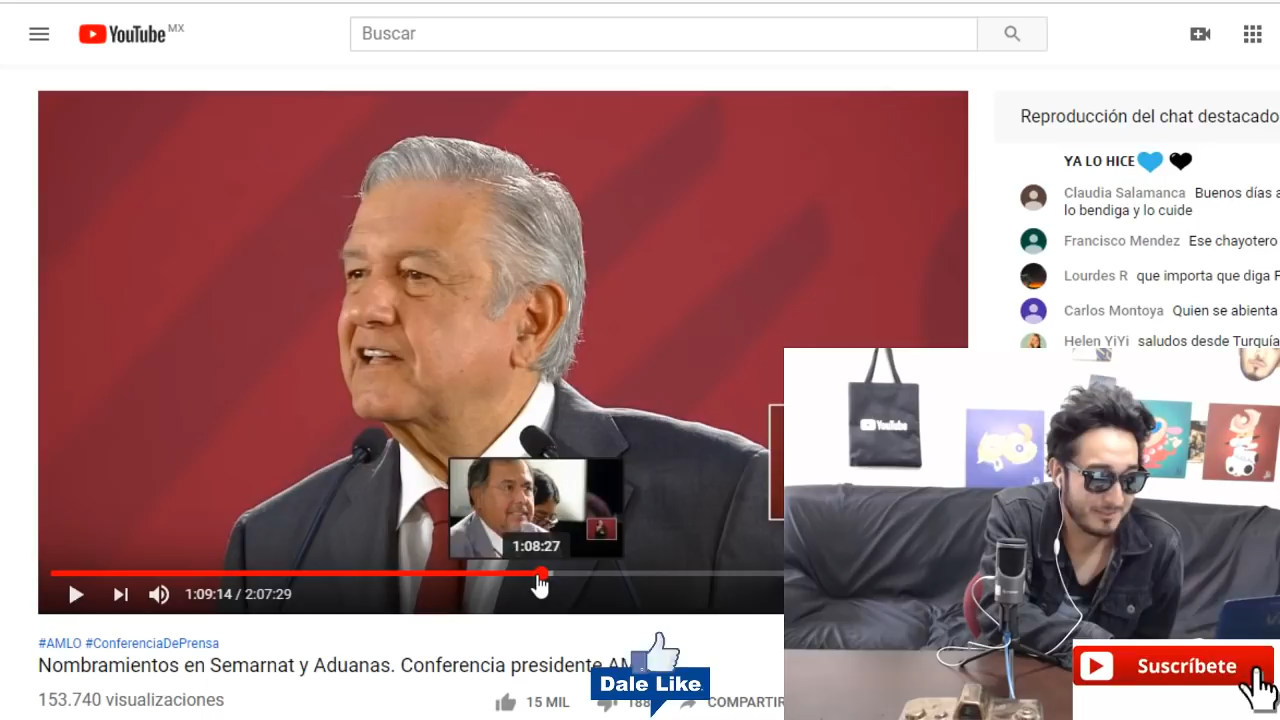 YouTube MX
Buscar
Reproducción del chat destacado
YA LO HICE
Claudia Salamanca Buenos días a
lo bendiga y lo cuide
Francisco Mendez Ese chayotero
Lourdes R que importa que diga F
Carlos Montoya Quien se abienta
Helen YiYi saludos desde Turquía
YouTube
1:08:27
1:09:14 / 2:07:29
#AMLO #ConferenciaDePrensa
Nombramientos en Semarnat y Aduanas. Conferencia presidente AM
153.740 visualizaciones
15 MIL
188
COMPARTIR
Dale Like.
Suscríbete